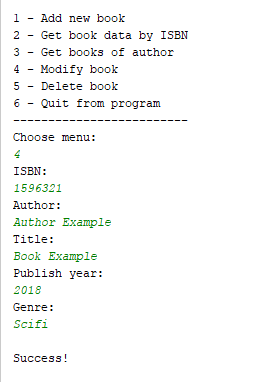 1 - Add new book
2 - Get book data by ISBN
3 - Get books of author
4 - Modify book
5 - Delete book
6 - Quit from program
-------------------------
Choose menu:
4
ISBN:
1596321
Author:
Author Example
Title:
Book Example
Publish year:
2018
Genre:
Scifi
Success!